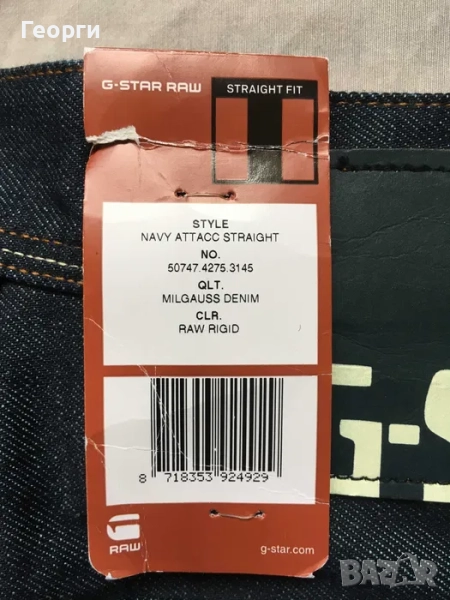 Георги
G-STAR RAW
STRAIGHT FIT
STYLE
NAVY ATTACC STRAIGHT
NO.
50747.4275.3145
QLT.
MILGAUSS DENIM
CLR.
RAW RIGID
G-S
8 718353 924929
RAW
g-star.com
BAZAR